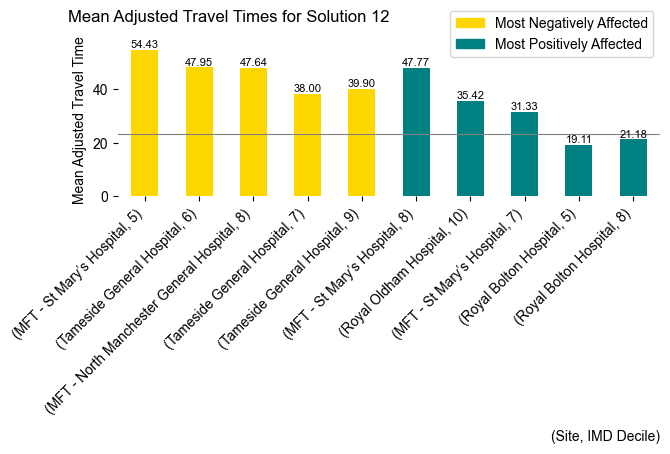 Mean Adjusted Travel Times for Solution 12
Most Negatively Affected
Most Positively Affected
Mean Adjusted Travel Time
40
20
0
54.43
47.95
47.64
38.00
39.90
47.77
35.42
31.33
19.11
21.18
(MFT - St Mary's Hospital, 5)
(Tameside General Hospital, 6)
(MFT - North Manchester General Hospital, 8)
(Tameside General Hospital, 7)
(Tameside General Hospital, 9)
(MFT - St Mary's Hospital, 8)
(Royal Oldham Hospital, 10)
(MFT - St Mary's Hospital, 7)
(Royal Bolton Hospital, 5)
(Royal Bolton Hospital, 8)
(Site, IMD Decile)